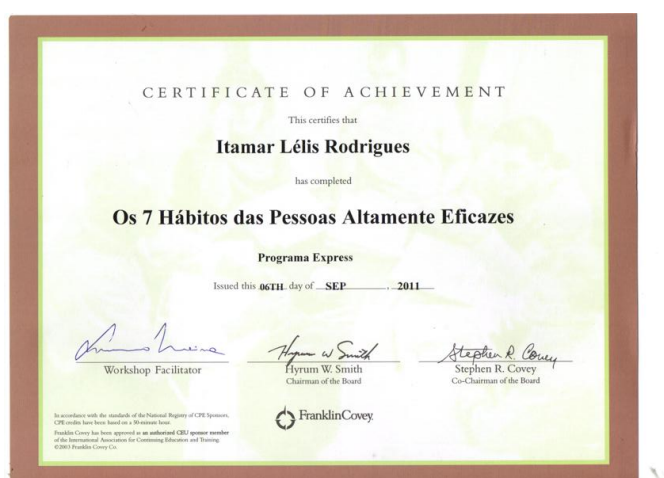 CERTIFICATE OF ACHIEVEMENT
This certifies that
Itamar Lélis Rodrigues
has completed
Os 7 Hábitos das Pessoas Altamente Eficazes
Programa Express
Issued this 06TH day of SEP , 2011
Hyrum W Smith
Stephen R. Covey
Workshop Facilitator
Hyrum W. Smith
Stephen R. Covey
Chairman of the Board
Co-Chairman of the Board
In accordance with the standards of the National Registry of CPE Sponsors,
CPE credits have been based on a 50-minute hour.
Franklin Covey has been approved as an authorized CEU sponsor member
of the International Association for Continuing Education and Training.
©2003 Franklin Covey Co.
FranklinCovey.